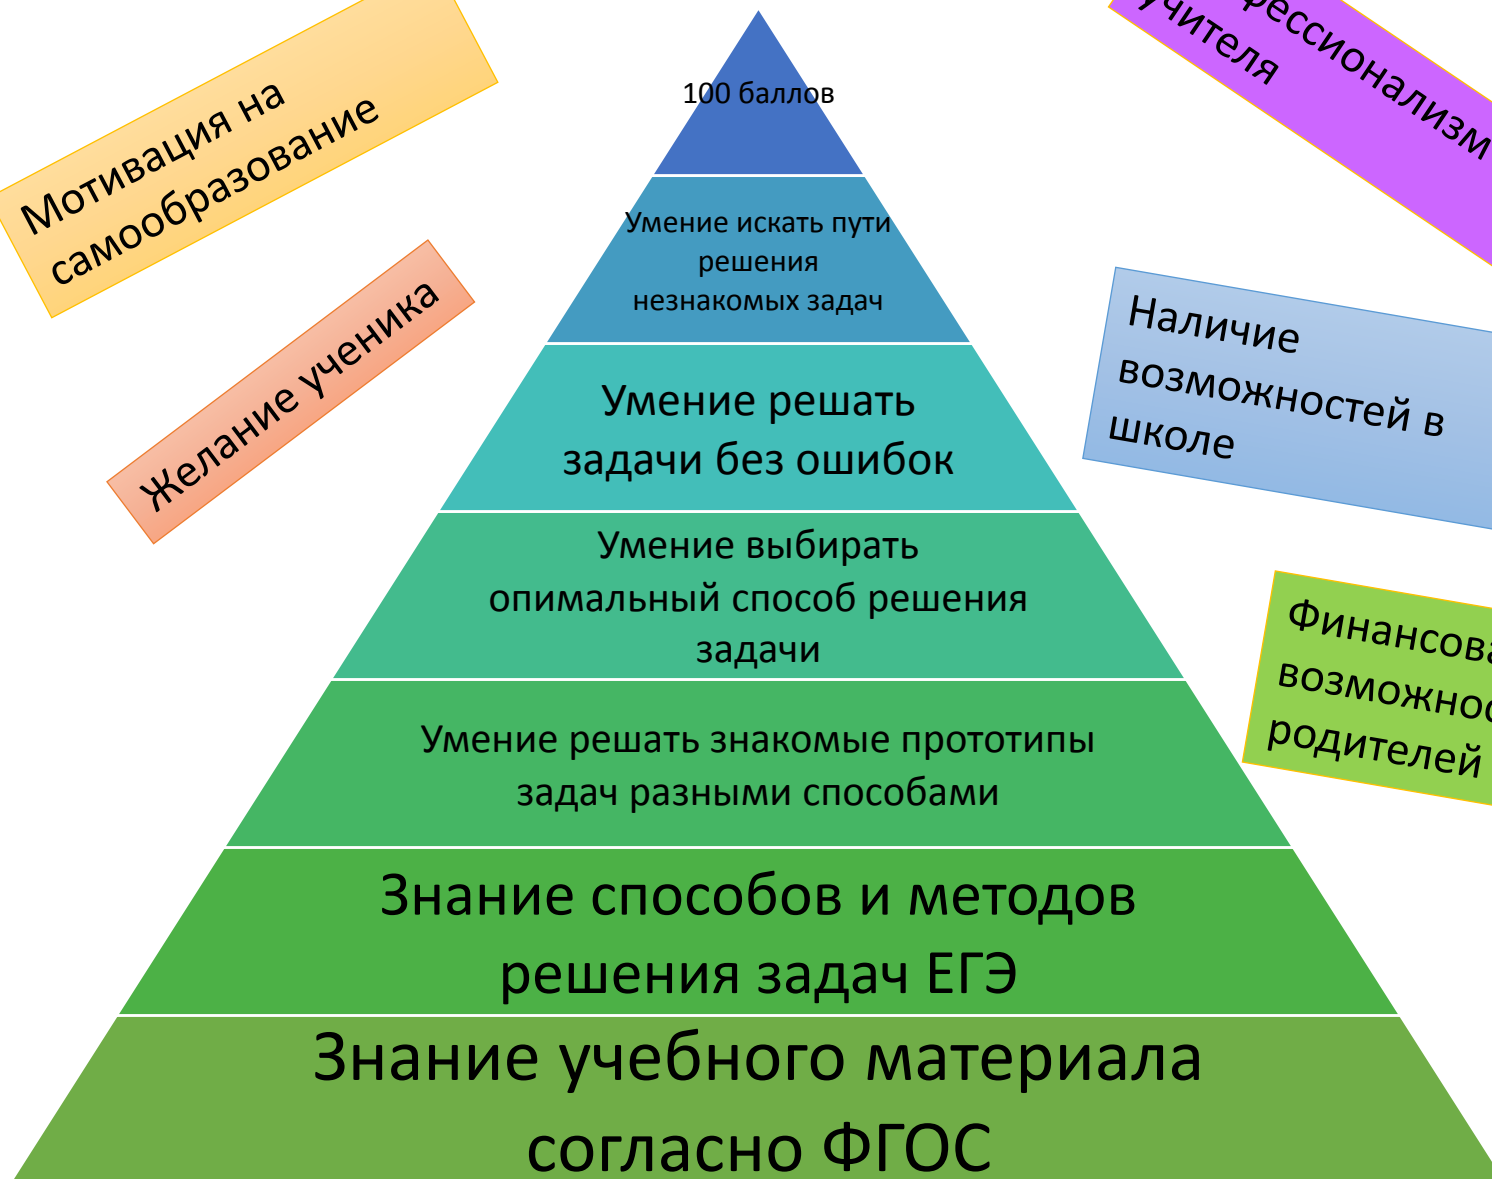 Мотивация на
самообразование
Желание ученика
100 баллов
Умение искать пути
решения
незнакомых задач
Умение решать
задачи без ошибок
Умение выбирать
опимальный способ решения
задачи
Умение решать знакомые прототипы
задач разными способами
Знание способов и методов
решения задач ЕГЭ
Знание учебного материала
согласно ФГОС
учителя
Наличие
возможностей в
школе
родителей